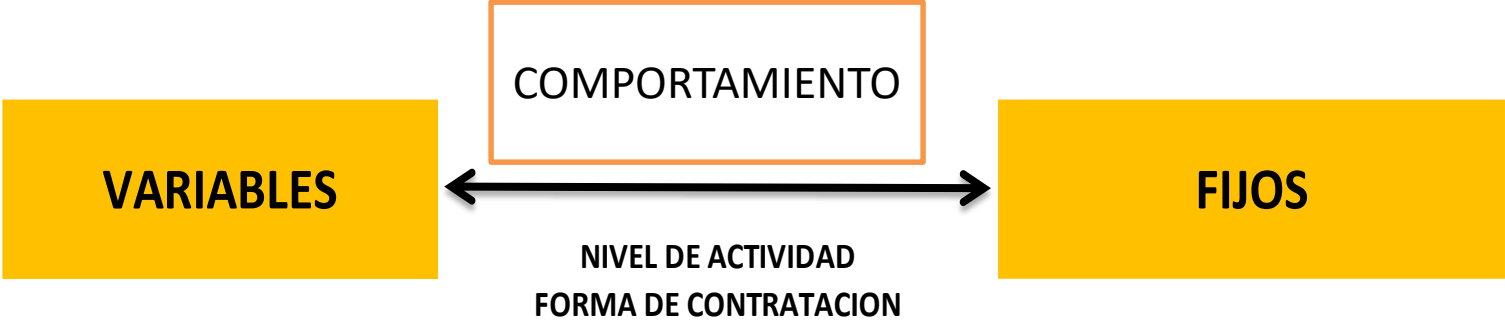 COMPORTAMIENTO
VARIABLES
FIJOS
NIVEL DE ACTIVIDAD
FORMA DE CONTRATACION